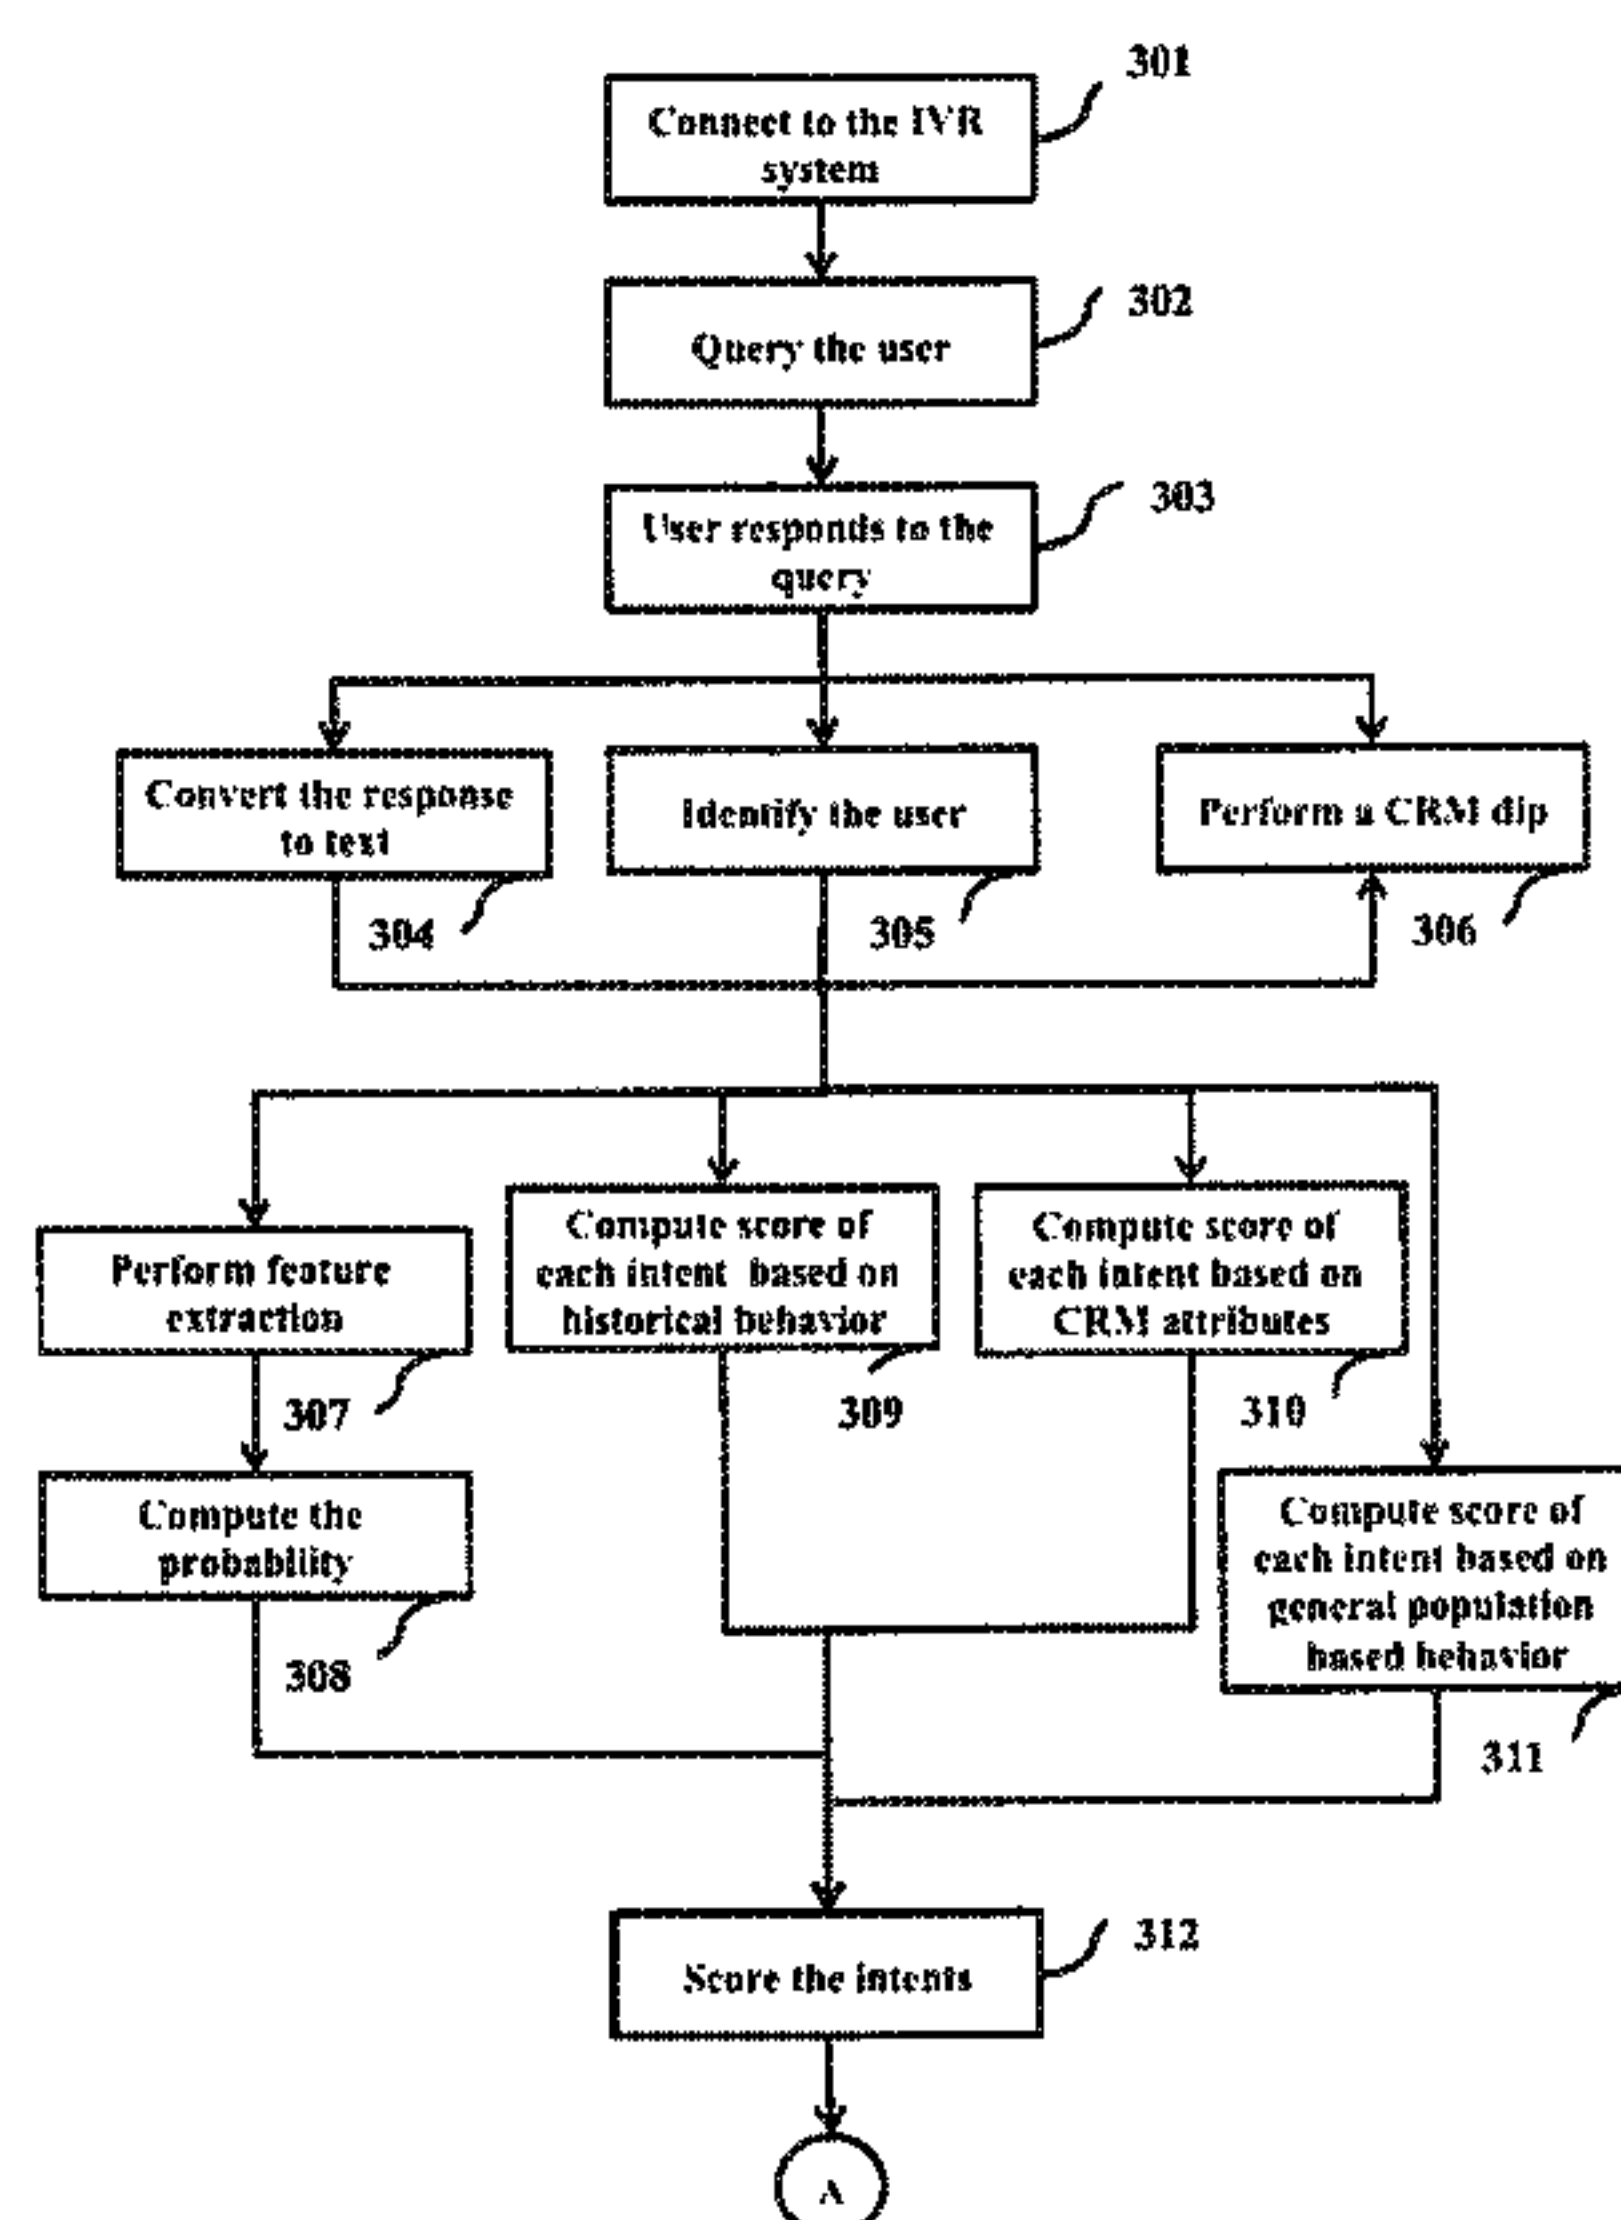 301
Connect to the IVR
system
302
Query the user
303
User responds to the
query
Convert the response
to text
304
Identify the user
305
Perform a CRM dip
306
Perform feature
extraction
307
Compute score of
each intent based on
historical behavior
309
Compute score of
each intent based on
CRM attributes
310
Compute the
probability
308
Compute score of
each intent based on
general population
based behavior
311
Score the intents
312
A